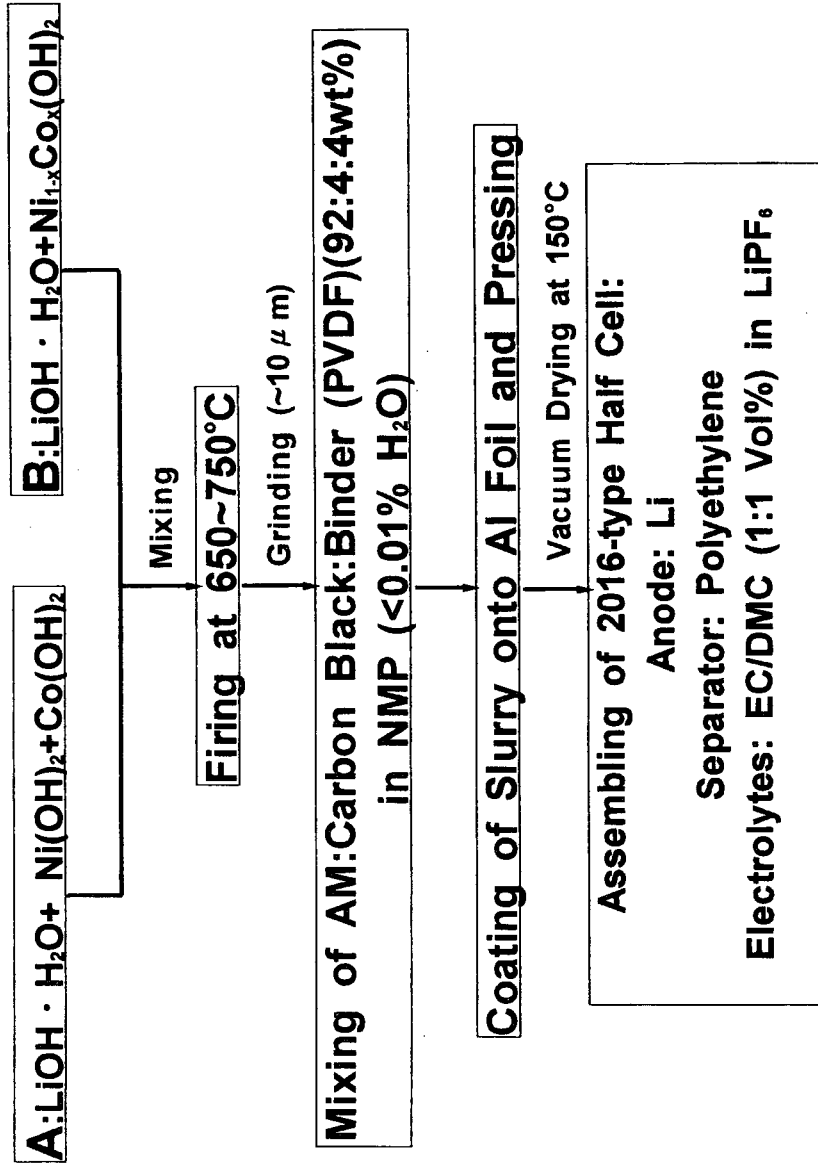 A:LiOH · H₂O+ Ni(OH)₂+Co(OH)₂
B:LiOH · H₂O+Ni₁₋ₓCoₓ(OH)₂
Mixing
Firing at 650~750°C
Grinding (~10 μm)
Mixing of AM:Carbon Black:Binder (PVDF)(92:4:4wt%)
in NMP (<0.01% H₂O)
Coating of Slurry onto Al Foil and Pressing
Vacuum Drying at 150°C
Assembling of 2016-type Half Cell:
Anode: Li
Separator: Polyethylene
Electrolytes: EC/DMC (1:1 Vol%) in LiPF₆